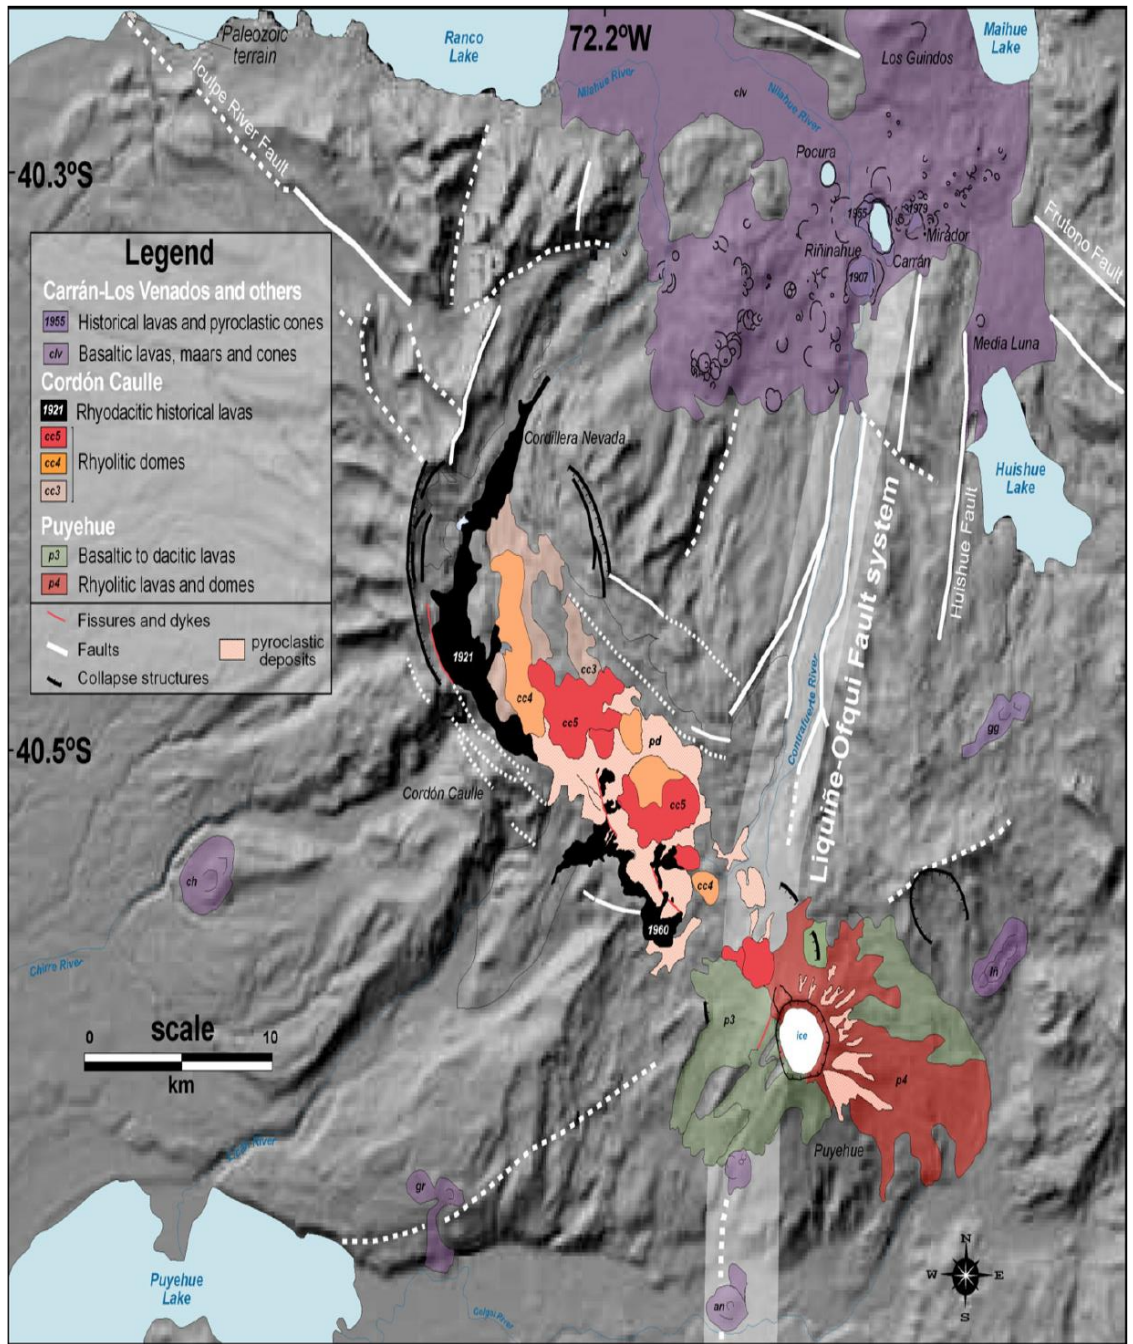 Paleozoic
terrain
Ranco
Lake
72.2ºW
Maihue
Lake
Los Guindos
Iculpe River Fault
Nilahue River
clv
Nilahue River
Pocura
40.3ºS
1955
1979
Mirador
Riñinahue
Carrán
1907
Frutono Fault
Media Luna
Legend
Carrán-Los Venados and others
1955 Historical lavas and pyroclastic cones
clv Basaltic lavas, maars and cones
Cordón Caulle
1921 Rhyodacitic historical lavas
cc5
cc4 Rhyolitic domes
cc3
Puyehue
p3 Basaltic to dacitic lavas
p4 Rhyolitic lavas and domes
Fissures and dykes
Faults
pyroclastic
deposits
Collapse structures
Cordillera Nevada
Huishue
Lake
Huishue Fault
Liquiñe-Ofqui Fault system
Contrafuerte River
1921
cc3
cc4
cc5
pd
gg
40.5ºS
Cordón Caulle
cc5
ch
cc4
1960
Chirre River
lñ
scale
0
10
km
p3
ice
p4
River
Puyehue
gr
Puyehue
Lake
an
Golgol River
N
W
E
S